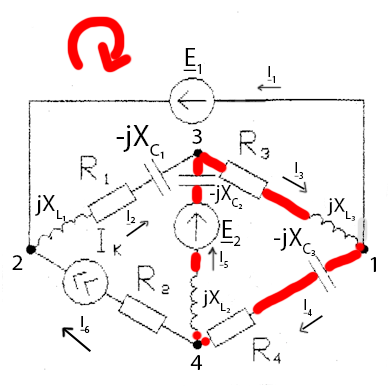 E1
I1
-jXC1
3
R3
R1
-jXC2
I3
jXL1
I2
E2
jXL3
-jXC3
2
IK
I5
1
R2
jXL2
I4
I6
R4
4